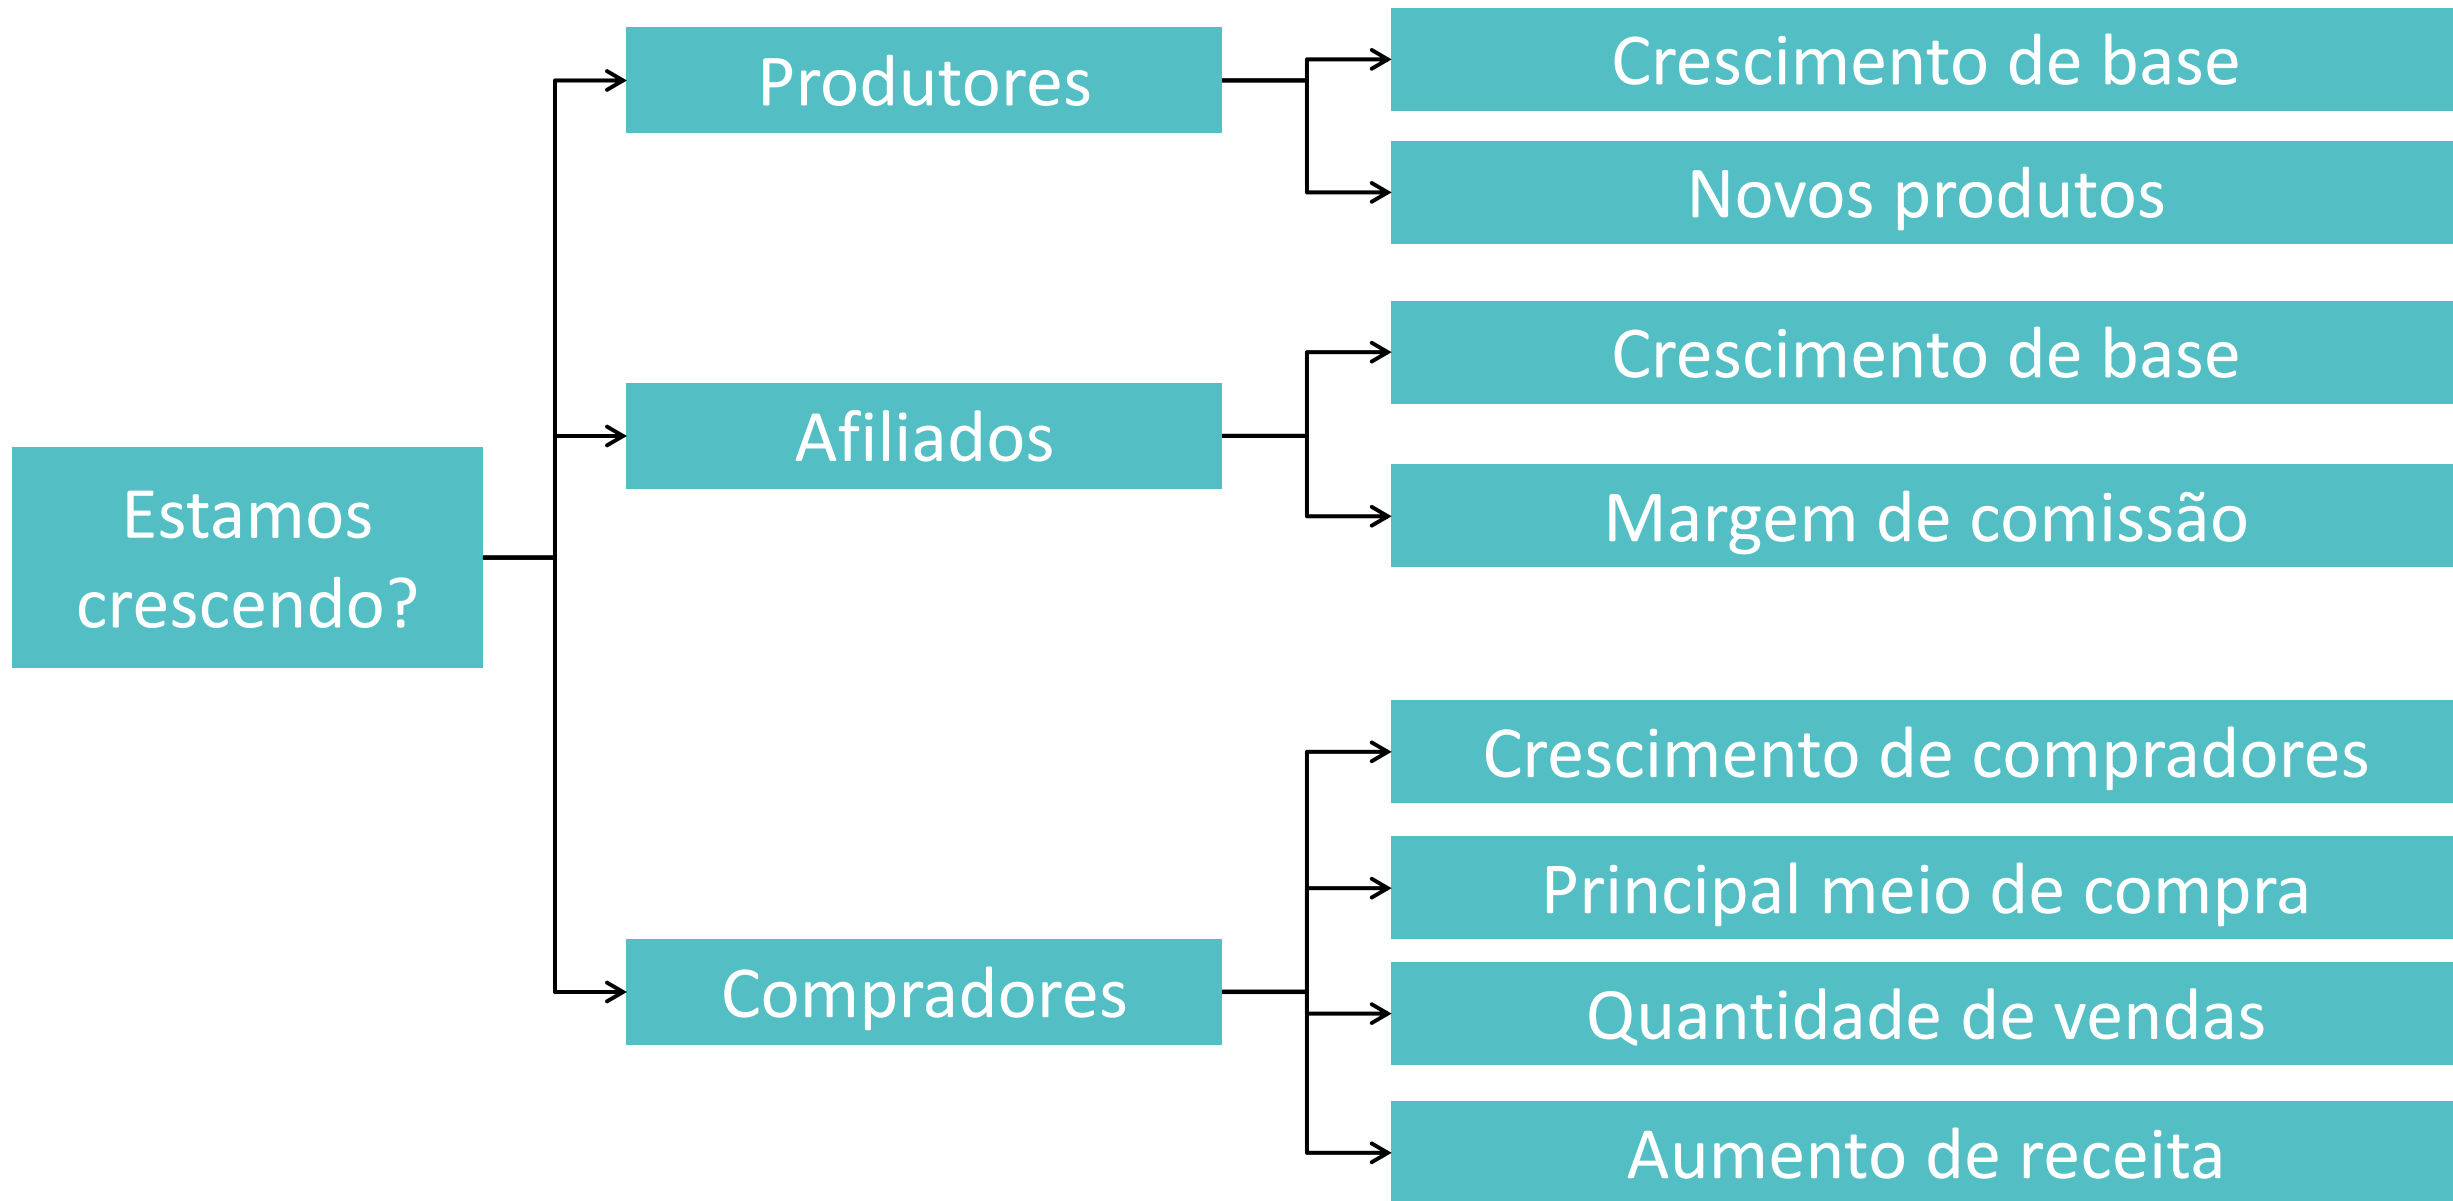 Estamos
crescendo?
Produtores
Crescimento de base
Novos produtos
Afiliados
Crescimento de base
Margem de comissão
Compradores
Crescimento de compradores
Principal meio de compra
Quantidade de vendas
Aumento de receita